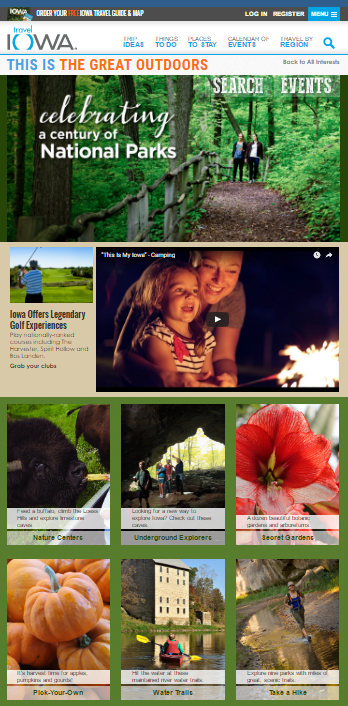 ORDER YOUR FREE IOWA TRAVEL GUIDE & MAP
LOG IN REGISTER MENU
travel
IOWA.
TRIP IDEAS
THINGS TO DO
PLACES TO STAY
CALENDAR OF EVENTS
TRAVEL BY REGION
THIS IS THE GREAT OUTDOORS
Back to All Interests
SEARCH EVENTS
celebrating
a century of
National Parks
Iowa Offers Legendary
Golf Experiences
Play nationally-ranked
courses including The
Harvester, Spirit Hollow and
Bos Landen.
Grab your clubs
"This Is My Iowa" - Camping
Feed a buffalo, climb the Loess
Hills and explore limestone
caves.
Nature Centers
Looking for a new way to
explore Iowa? Check out these
caves.
Underground Explorers
A dozen beautiful botanic
gardens and arboretums.
Secret Gardens
It's harvest time for apples,
pumpkins and gourds!
Pick-Your-Own
Hit the water at these
maintained river water trails.
Water Trails
Explore nine parks with miles of
great, scenic trails.
Take a Hike